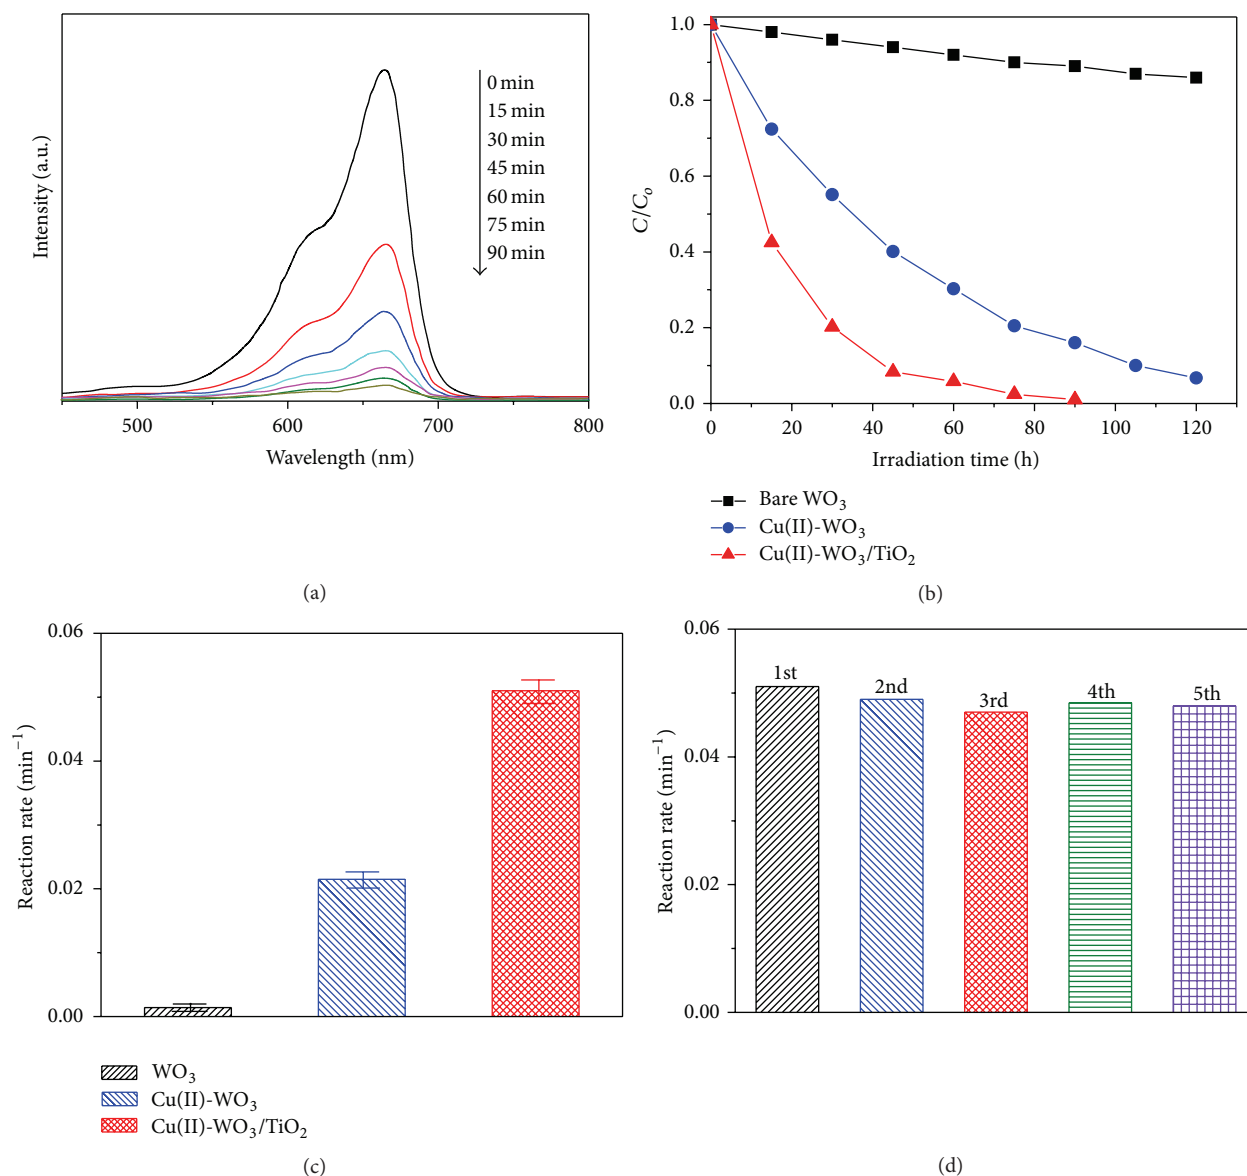 Intensity (a.u.)
0 min
15 min
30 min
45 min
60 min
75 min
90 min
500
600
700
800
Wavelength (nm)
(a)
C/Cₒ
1.0
0.8
0.6
0.4
0.2
0.0
0
20
40
60
80
100
120
Irradiation time (h)
Bare WO₃
Cu(II)-WO₃
Cu(II)-WO₃/TiO₂
(b)
Reaction rate (min⁻¹)
0.06
0.04
0.02
0.00
WO₃
Cu(II)-WO₃
Cu(II)-WO₃/TiO₂
(c)
Reaction rate (min⁻¹)
0.06
0.04
0.02
0.00
1st
2nd
3rd
4th
5th
(d)